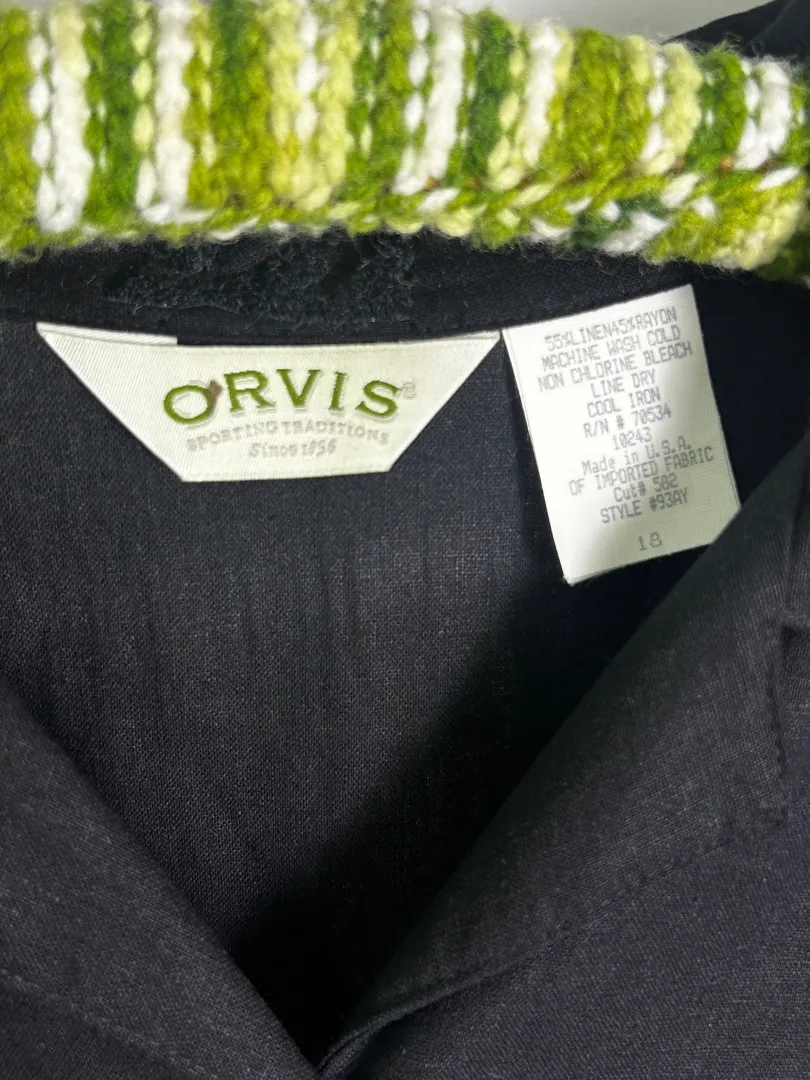 ORVIS®
SPORTING TRADITIONS
Since 1856
55%LINEN45%RAYON
MACHINE WASH COLD
NON CHLORINE BLEACH
LINE DRY
COOL IRON
R/N # 70534
10243
Made in U.S.A.
OF IMPORTED FABRIC
Cut# 582
STYLE #93AY
18